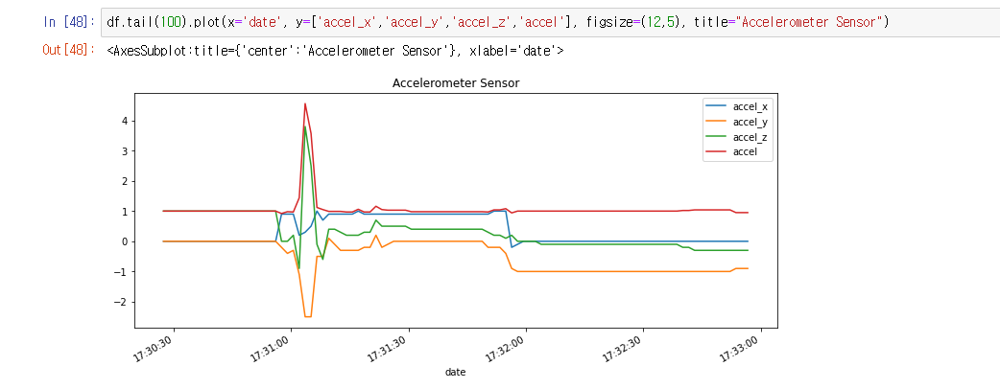 In [48]: df.tail(100).plot(x='date', y=['accel_x','accel_y','accel_z','accel'], figsize=(12,5), title="Accelerometer Sensor")
Out[48]: <AxesSubplot:title={'center':'Accelerometer Sensor'}, xlabel='date'>
Accelerometer Sensor
accel_x
accel_y
accel_z
accel
4
3
2
1
0
−1
−2
17:30:30
17:31:00
17:31:30
17:32:00
17:32:30
17:33:00
date